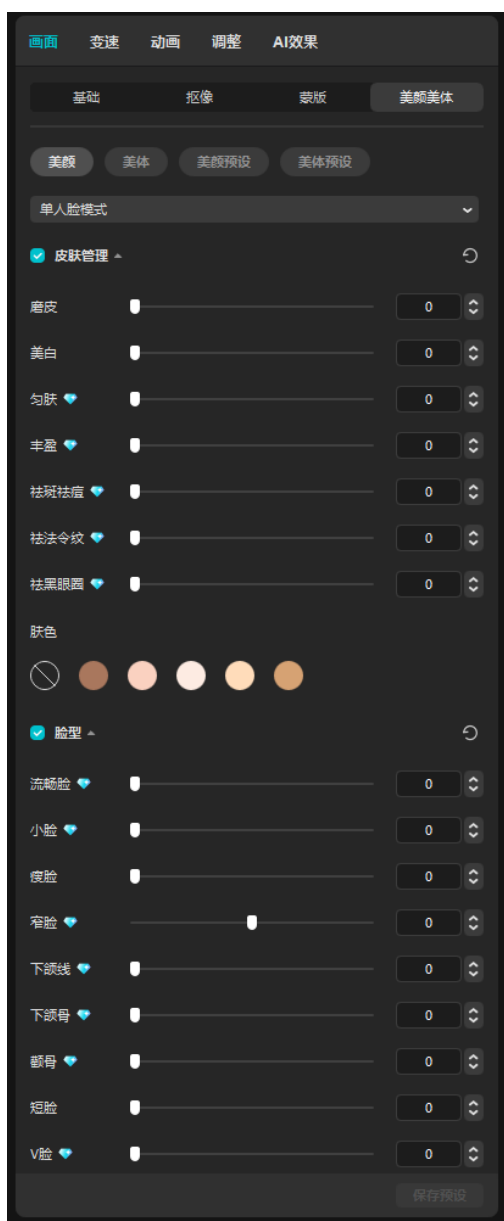 画面 变速 动画 调整 AI效果
基础 抠像 蒙版 美颜美体
美颜 美体 美颜预设 美体预设
单人脸模式
皮肤管理
磨皮 0
美白 0
匀肤 0
丰盈 0
祛斑祛痘 0
祛法令纹 0
祛黑眼圈 0
肤色
脸型
流畅脸 0
小脸 0
瘦脸 0
窄脸 0
下颌线 0
下颌骨 0
颧骨 0
短脸 0
V脸 0
保存预设